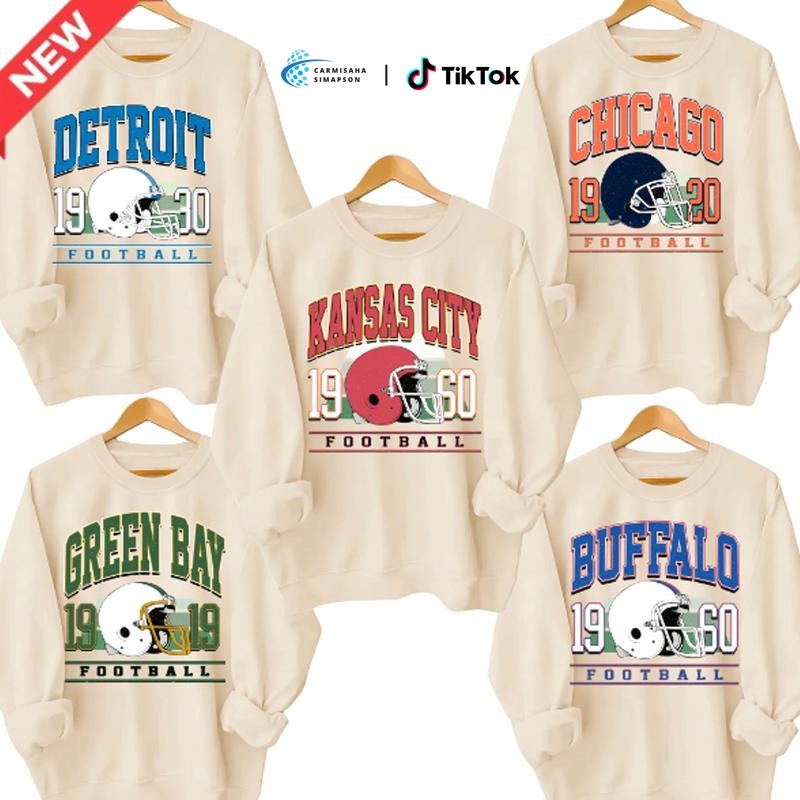 NEW
CARMISAHA
SIMAPSON
|
TikTok
DETROIT
19 30
FOOTBALL
CHICAGO
19 20
FOOTBALL
KANSAS CITY
19 60
FOOTBALL
GREEN BAY
19 19
FOOTBALL
BUFFALO
19 60
FOOTBALL